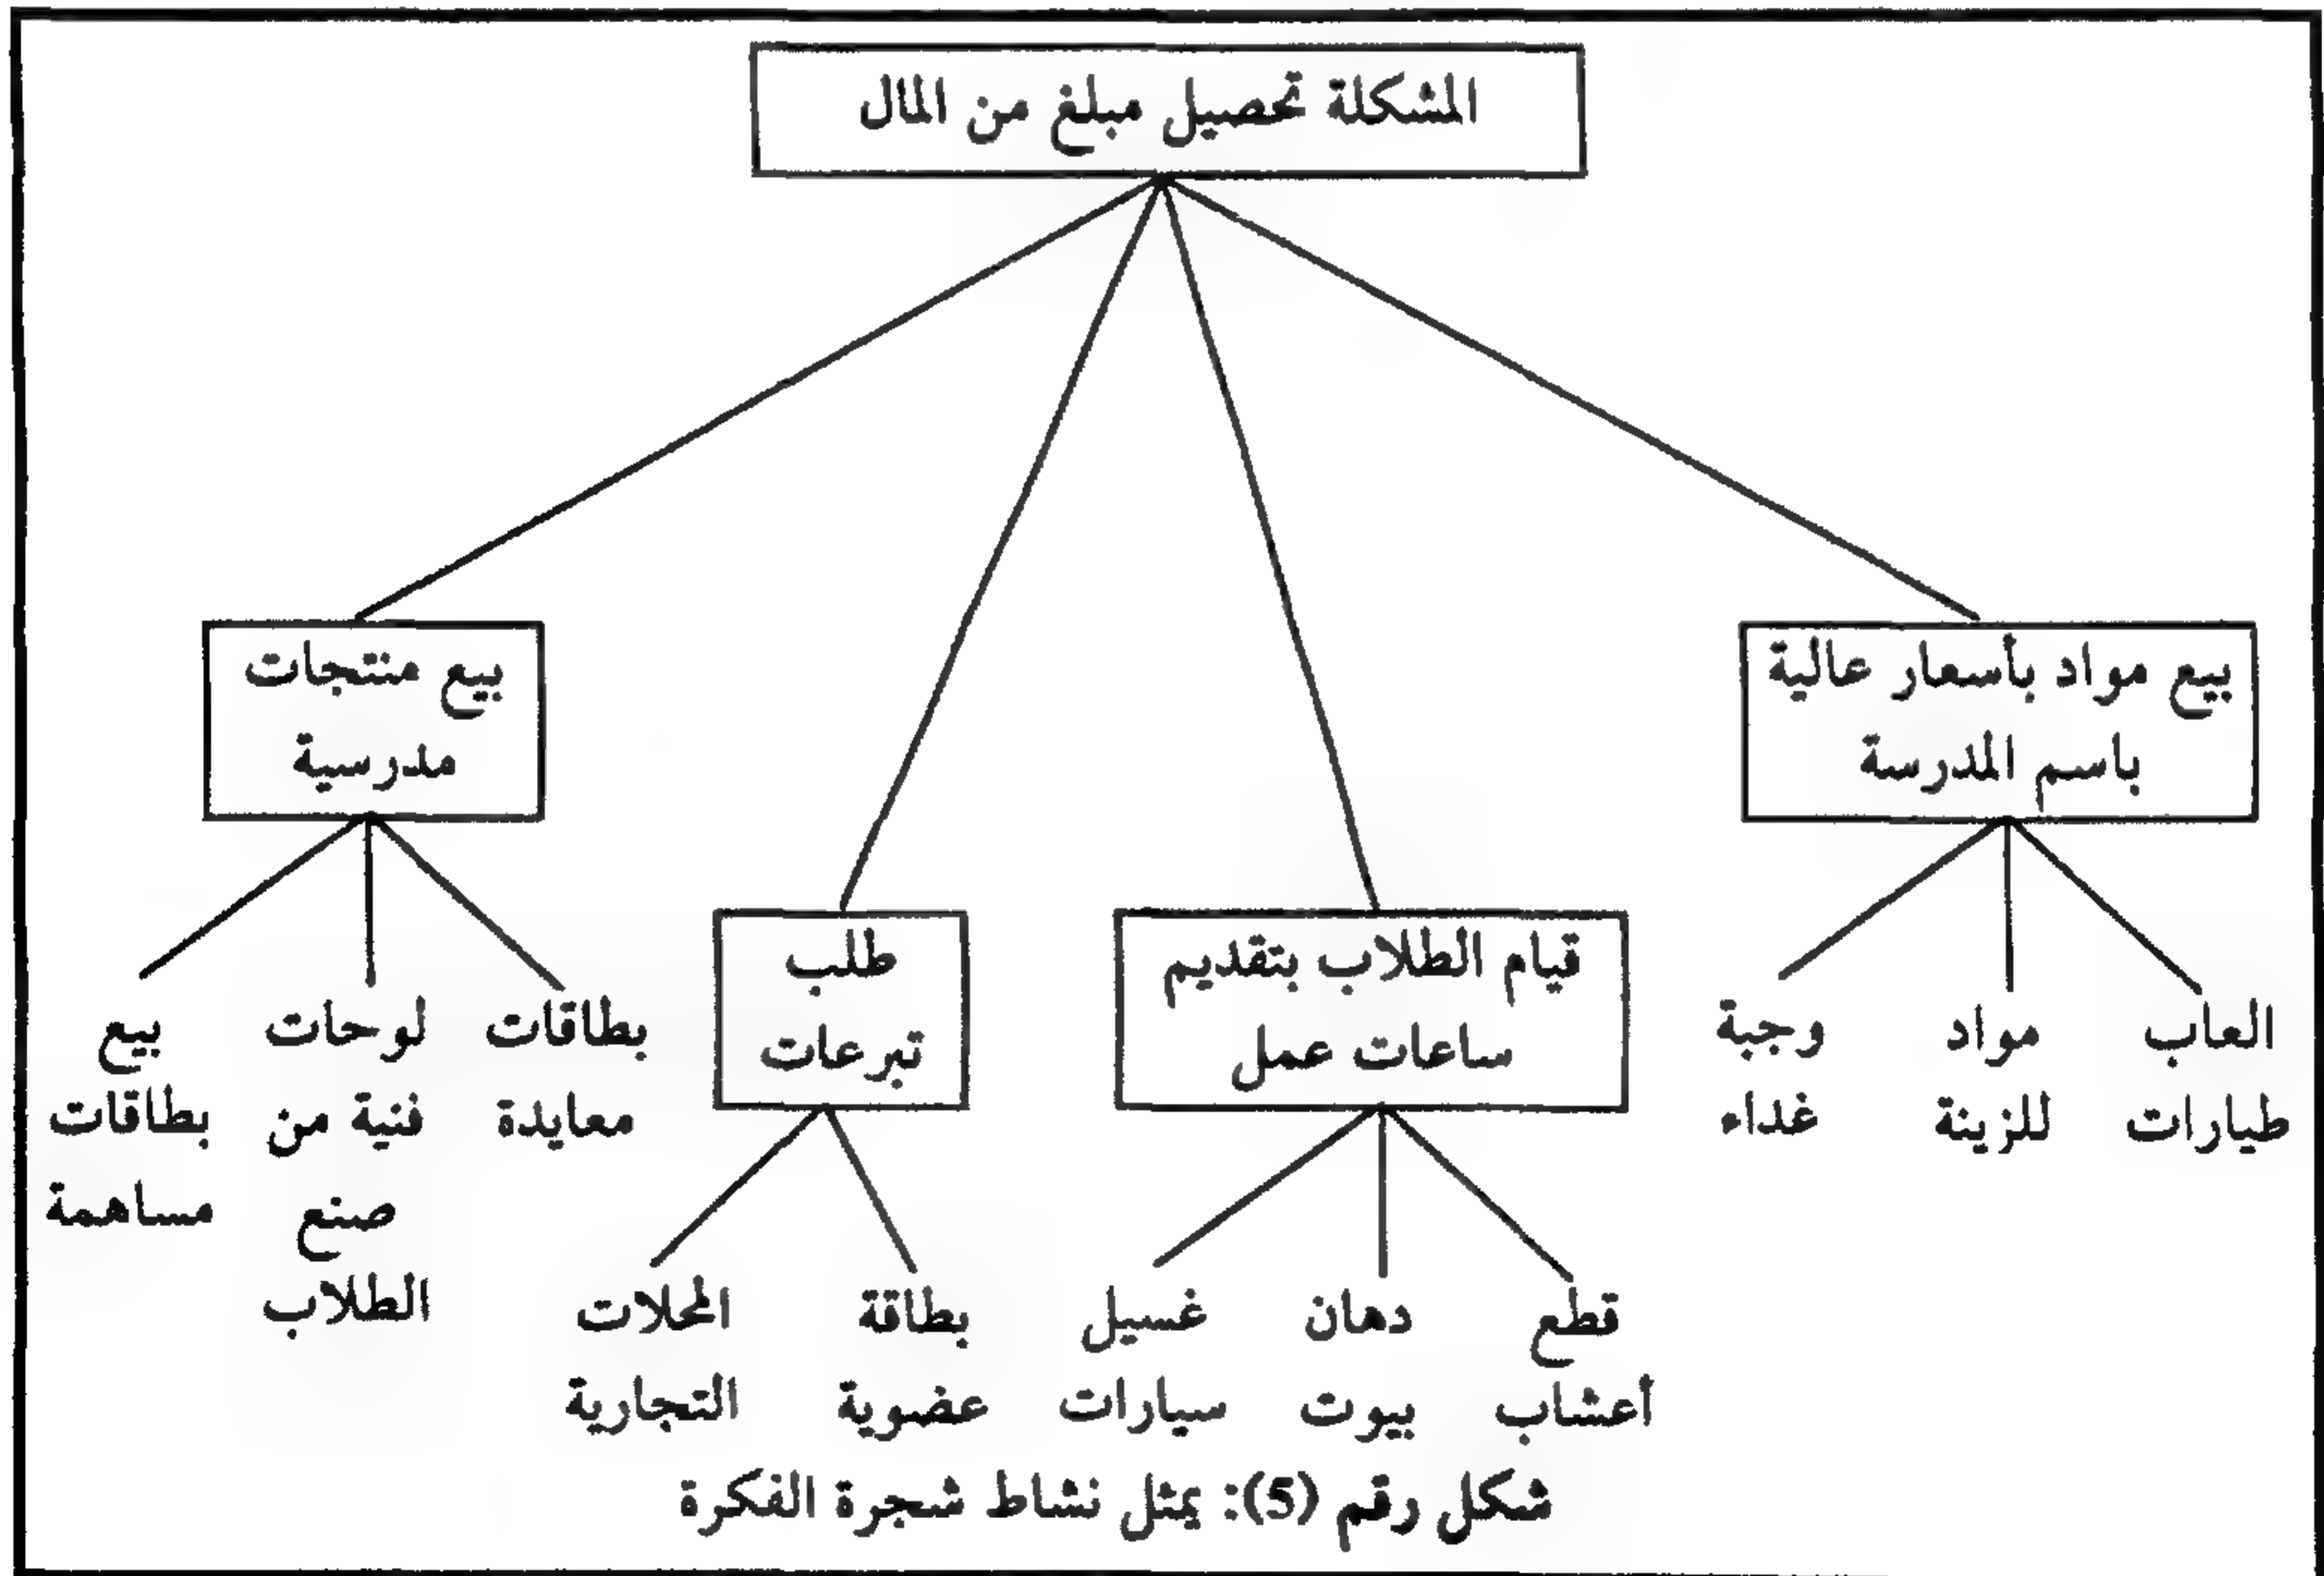 المشكلة تحصيل مبلغ من المال
بيع مواد بأسعار عالية
باسم المدرسة
العاب
طيارات
مواد
للزينة
وجبة
غداء
قيام الطلاب بتقديم
ساعات عمل
قطع
أعشاب
دهان
بيوت
غسيل
سيارات
طلب
تبرعات
بطاقة
عضوية
المحلات
التجارية
بيع منتجات
مدرسية
بطاقات
معايدة
لوحات
فنية من
صنع
الطلاب
بيع
بطاقات
مساهمة
شكل رقم (5): يمثل نشاط شجرة الفكرة